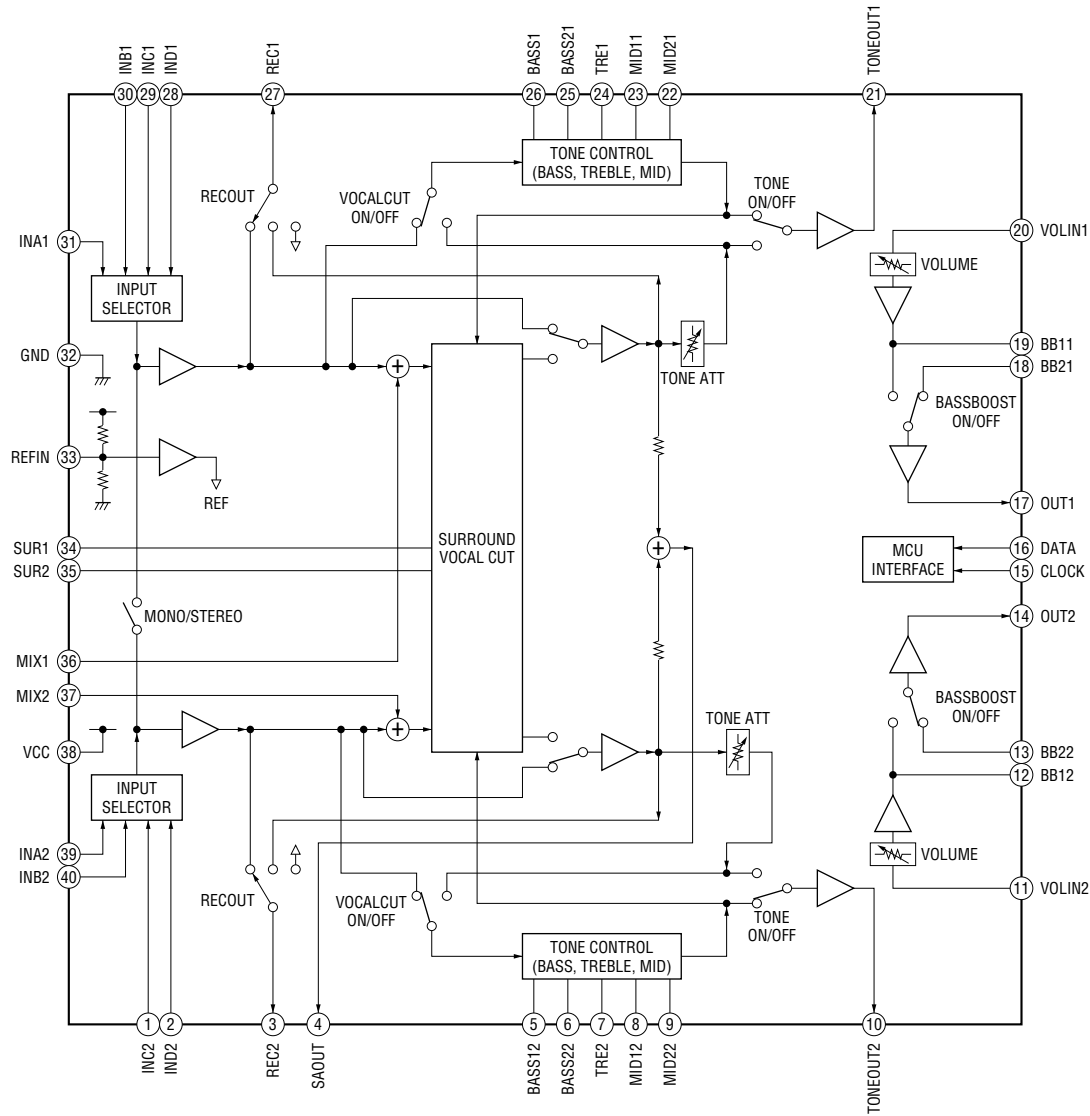 INB1
INC1
IND1
REC1
BASS1
BASS21
TRE1
MID11
MID21
TONEOUT1
30
29
28
27
26
25
24
23
22
21
TONE CONTROL
(BASS, TREBLE, MID)
RECOUT
VOCALCUT
ON/OFF
TONE
ON/OFF
INA1
31
20
VOLIN1
VOLUME
INPUT
SELECTOR
GND
32
+
TONE ATT
19
BB11
18
BB21
BASSBOOST
ON/OFF
REFIN
33
REF
17
OUT1
SURROUND
VOCAL CUT
SUR1
34
SUR2
35
+
MCU
INTERFACE
16
DATA
15
CLOCK
MONO/STEREO
14
OUT2
MIX1
36
MIX2
37
+
TONE ATT
BASSBOOST
ON/OFF
VCC
38
13
BB22
12
BB12
INPUT
SELECTOR
INA2
39
INB2
40
VOLUME
11
VOLIN2
RECOUT
VOCALCUT
ON/OFF
TONE
ON/OFF
TONE CONTROL
(BASS, TREBLE, MID)
1
2
3
4
5
6
7
8
9
10
INC2
IND2
REC2
SAOUT
BASS12
BASS22
TRE2
MID12
MID22
TONEOUT2